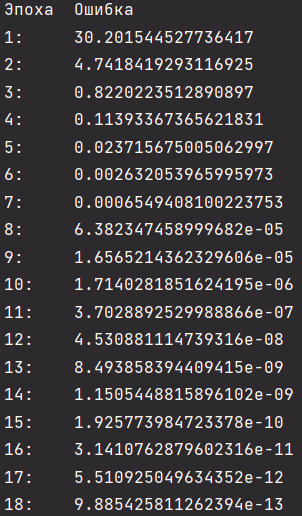 Эпоха Ошибка
1: 30.201544527736417
2: 4.7418419293116925
3: 0.8220223512890897
4: 0.11393367365621831
5: 0.023715675005062997
6: 0.002632053965995973
7: 0.0006549408100223753
8: 6.382347458999682e-05
9: 1.6565214362329606e-05
10: 1.7140281851624195e-06
11: 3.7028892529988866e-07
12: 4.530881114739316e-08
13: 8.493858394409415e-09
14: 1.1505448815896102e-09
15: 1.925773984723378e-10
16: 3.1410762879602316e-11
17: 5.510925049634352e-12
18: 9.885425811262394e-13